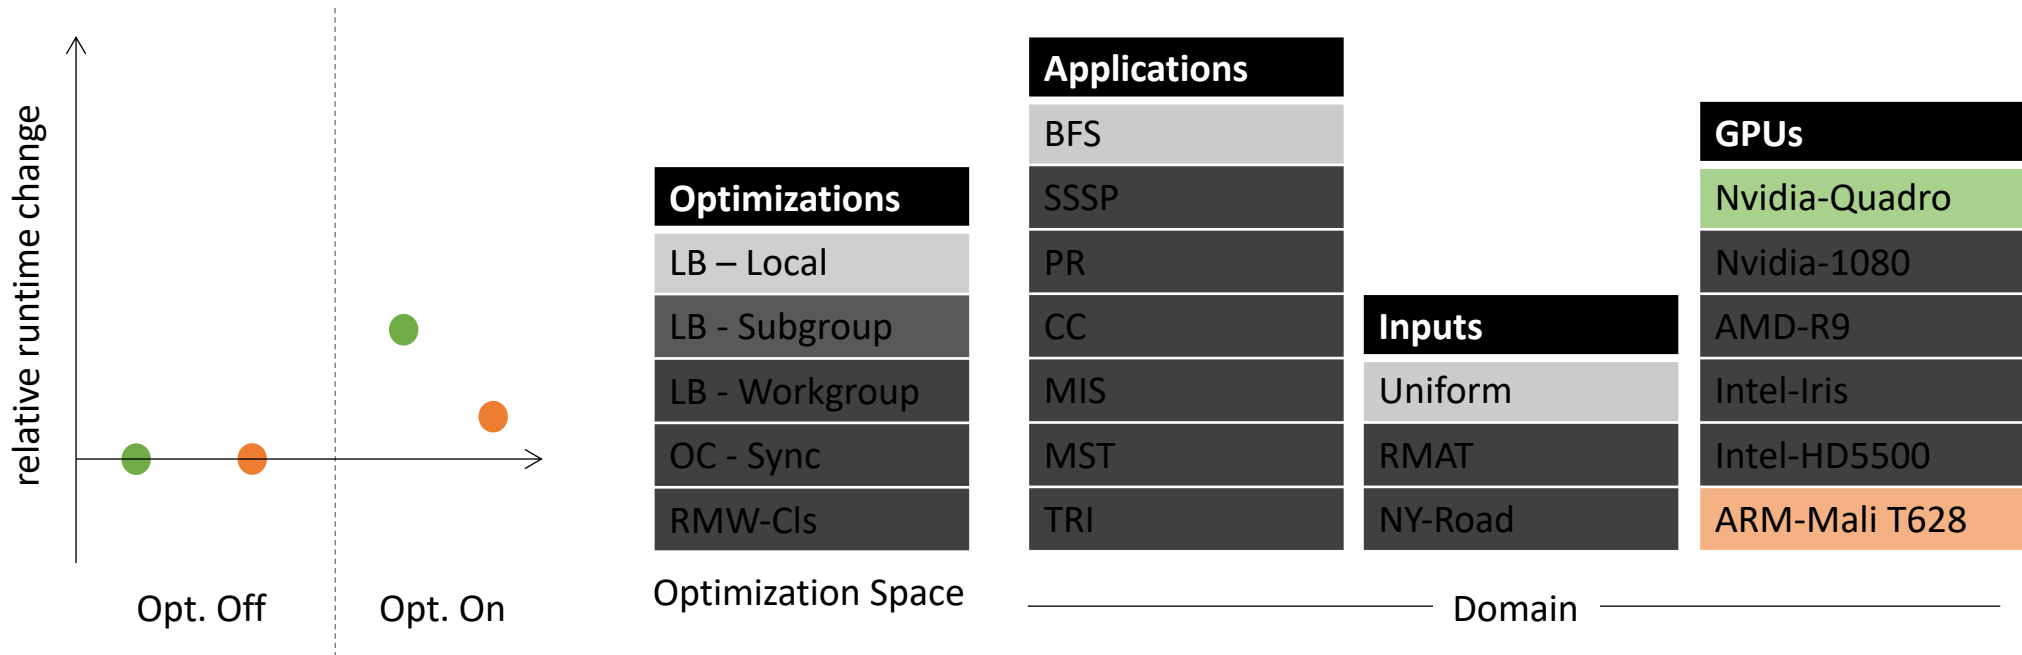 relative runtime change
Opt. Off
Opt. On
Optimizations
LB – Local
LB - Subgroup
LB - Workgroup
OC - Sync
RMW-Cls
Optimization Space
Applications
BFS
SSSP
PR
CC
MIS
MST
TRI
Inputs
Uniform
RMAT
NY-Road
GPUs
Nvidia-Quadro
Nvidia-1080
AMD-R9
Intel-Iris
Intel-HD5500
ARM-Mali T628
Domain